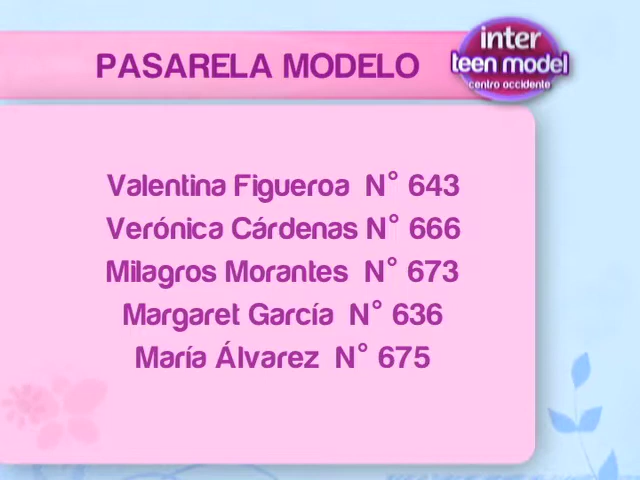 PASARELA MODELO
inter
teen model
centro occidente
Valentina Figueroa N° 643
Verónica Cárdenas N° 666
Milagros Morantes N° 673
Margaret García N° 636
María Álvarez N° 675